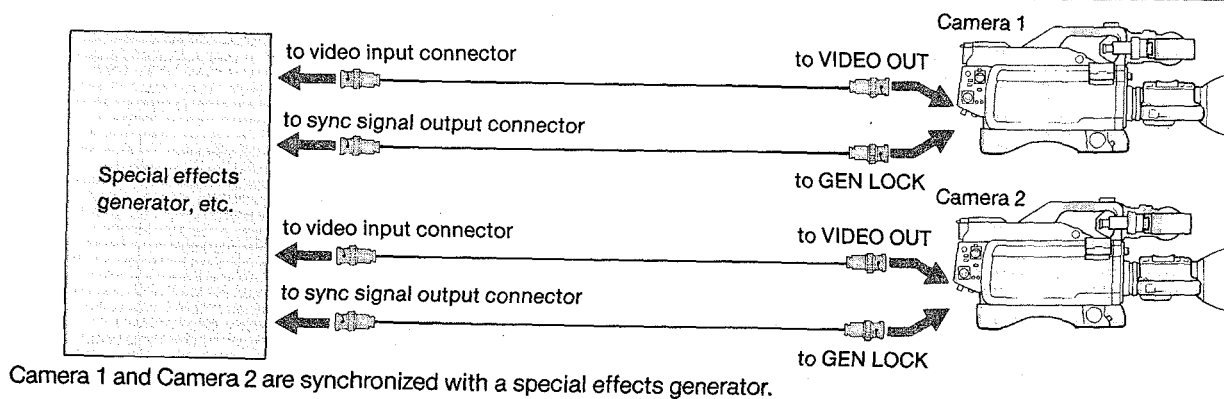 Camera 1
to video input connector
to VIDEO OUT
to sync signal output connector
to GEN LOCK
Special effects
generator, etc.
Camera 2
to video input connector
to VIDEO OUT
to sync signal output connector
to GEN LOCK
Camera 1 and Camera 2 are synchronized with a special effects generator.